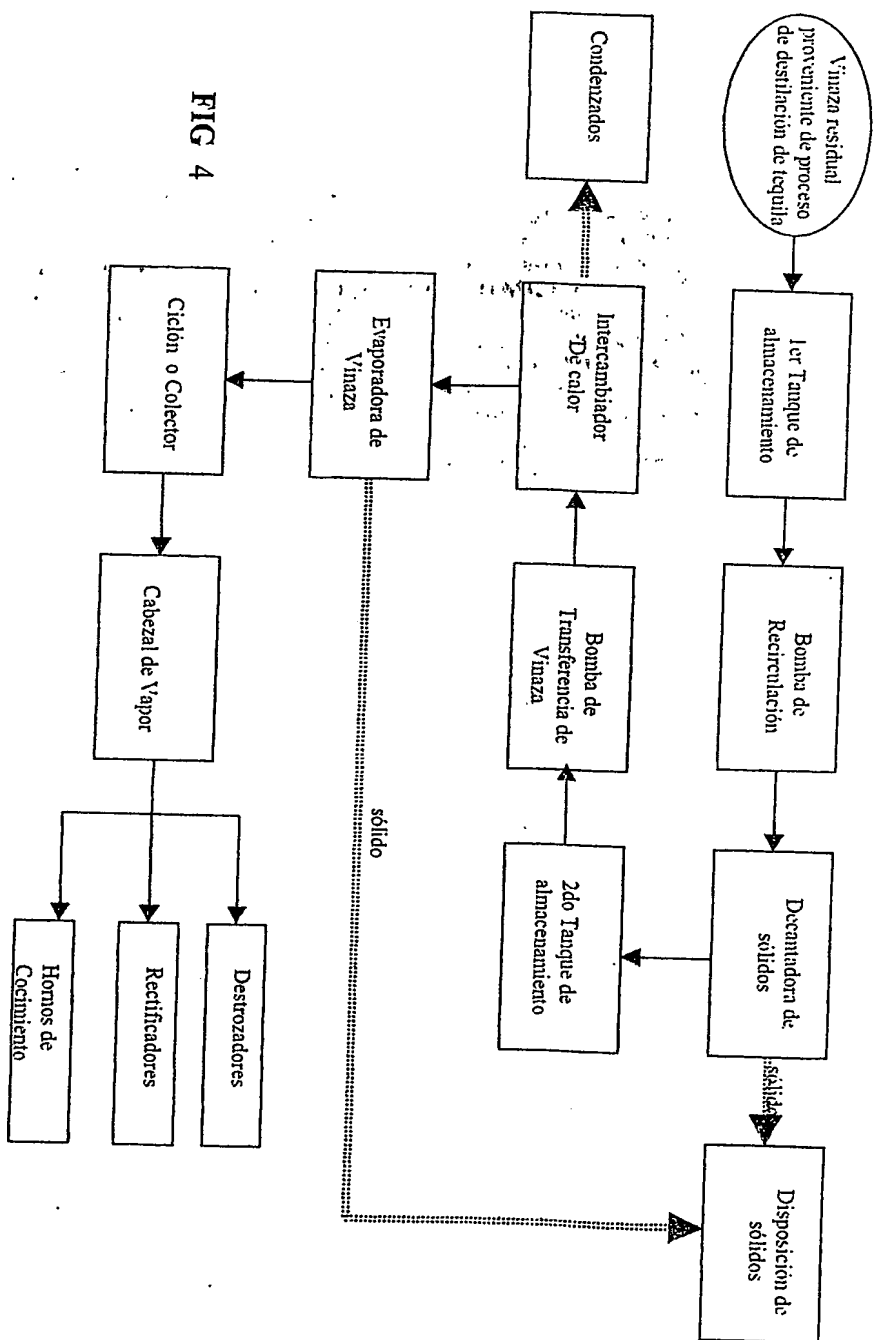 Vinaza residual
proveniente de proceso
de destilación de tequila
1er Tanque de
almacenamiento
Bomba de
Recirculación
Decantadora de
sólidos
sólido
Disposición de
sólidos
Condenzados
Intercambiador
De calor
Bomba de
Transferencia de
Vinaza
2do Tanque de
almacenamiento
Evaporadora de
Vinaza
sólido
Ciclón o Colector
Cabezal de Vapor
Destrozadores
Rectificadores
Hornos de
Cocimiento
FIG 4